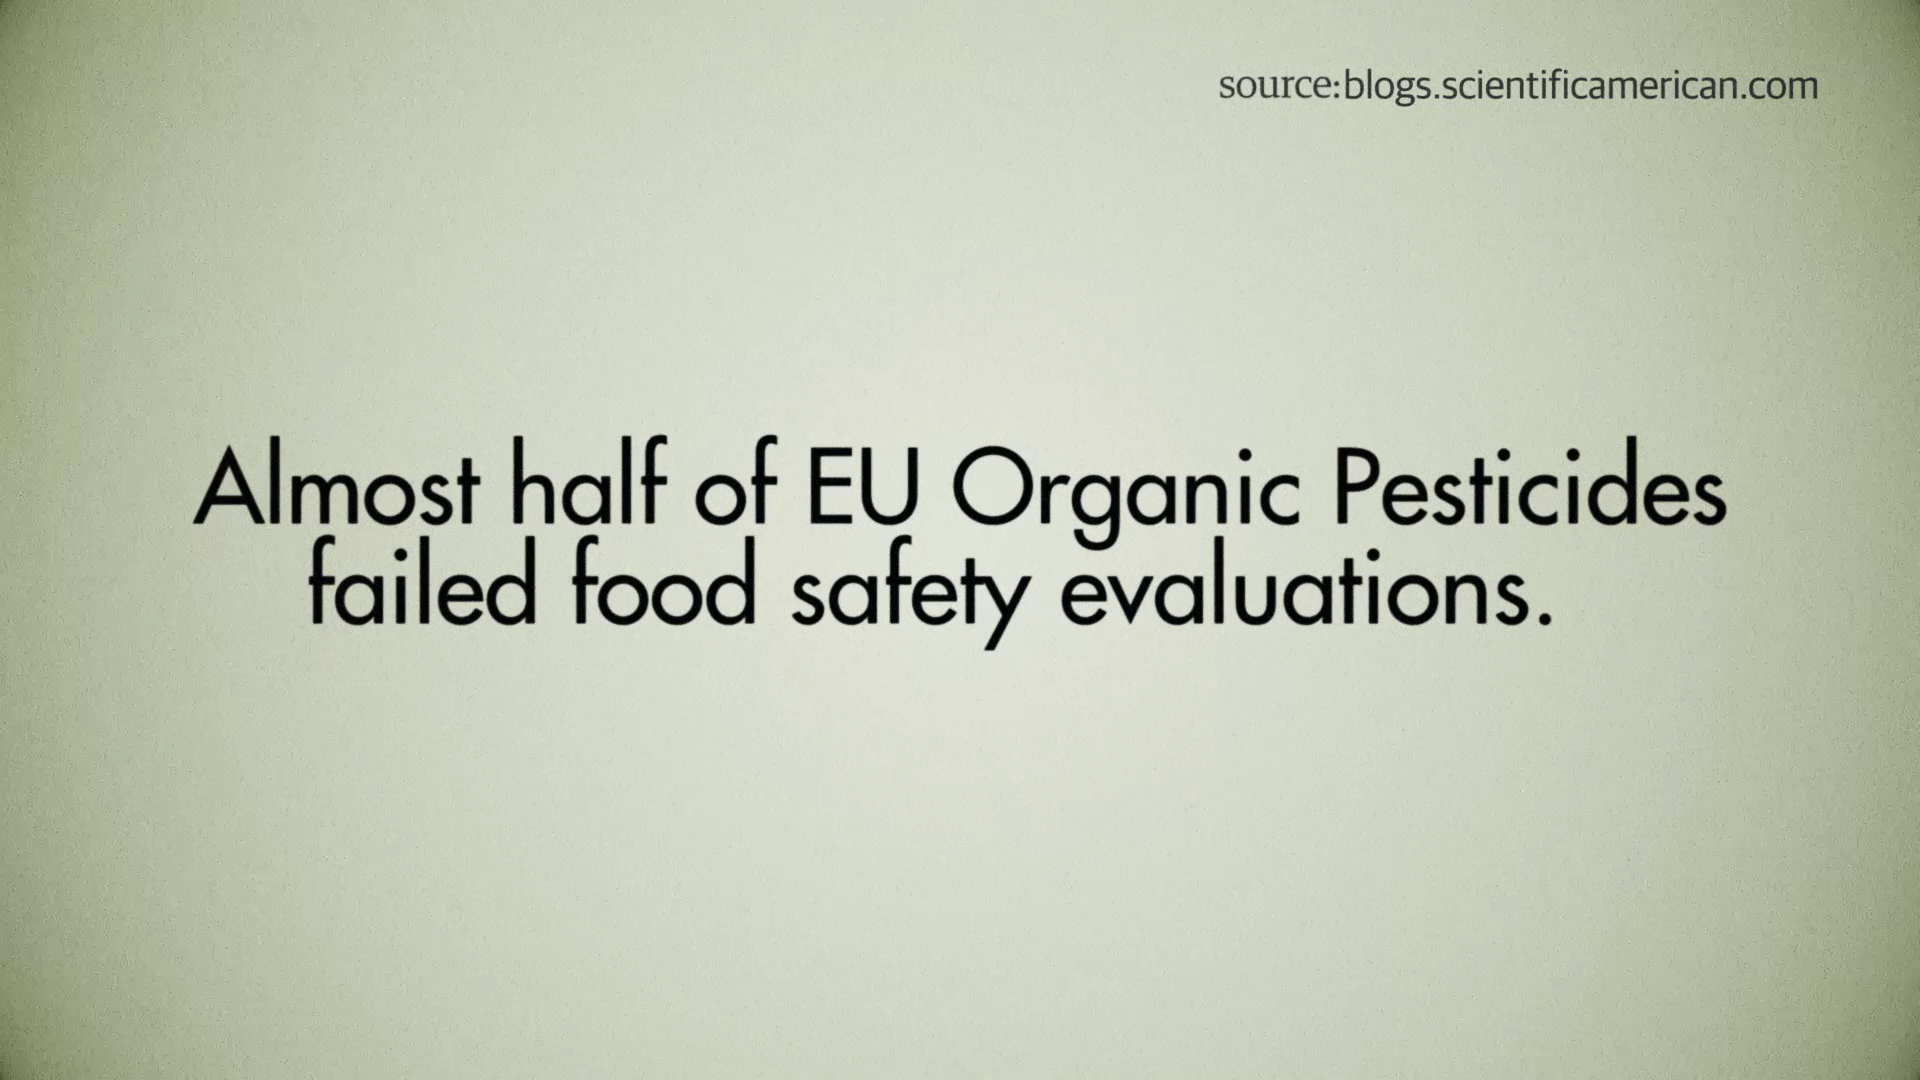 source:blogs.scientificamerican.com
Almost half of EU Organic Pesticides
failed food safety evaluations.